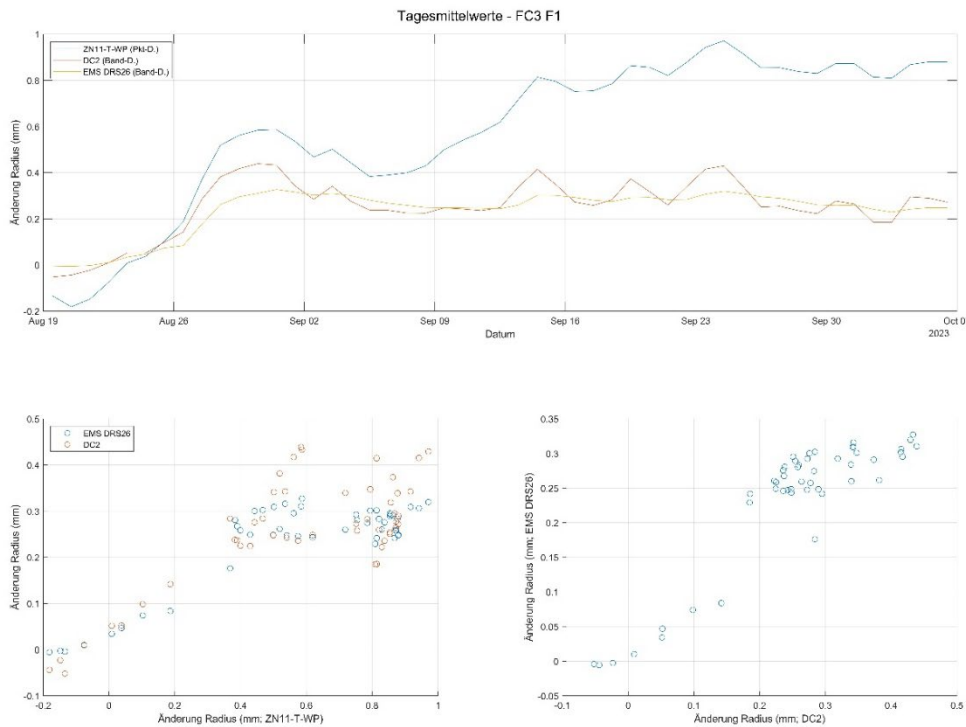 Tagesmittelwerte - FC3 F1
ZN11-T-WP (Pkt-D.)
DC2 (Band-D.)
EMS DRS26 (Band-D.)
Änderung Radius (mm)
1
0.8
0.6
0.4
0.2
0
-0.2
Aug 19 Aug 26 Sep 02 Sep 09 Sep 16 Sep 23 Sep 30 Oct 0
Datum
2023
EMS DRS26
DC2
Änderung Radius (mm)
0.5
0.4
0.3
0.2
0.1
0
-0.1
-0.2 0 0.2 0.4 0.6 0.8 1
Änderung Radius (mm; ZN11-T-WP)
Änderung Radius (mm; EMS DRS26)
0.35
0.3
0.25
0.2
0.15
0.1
0.05
0
-0.05
-0.1 0 0.1 0.2 0.3 0.4 0.5
Änderung Radius (mm; DC2)